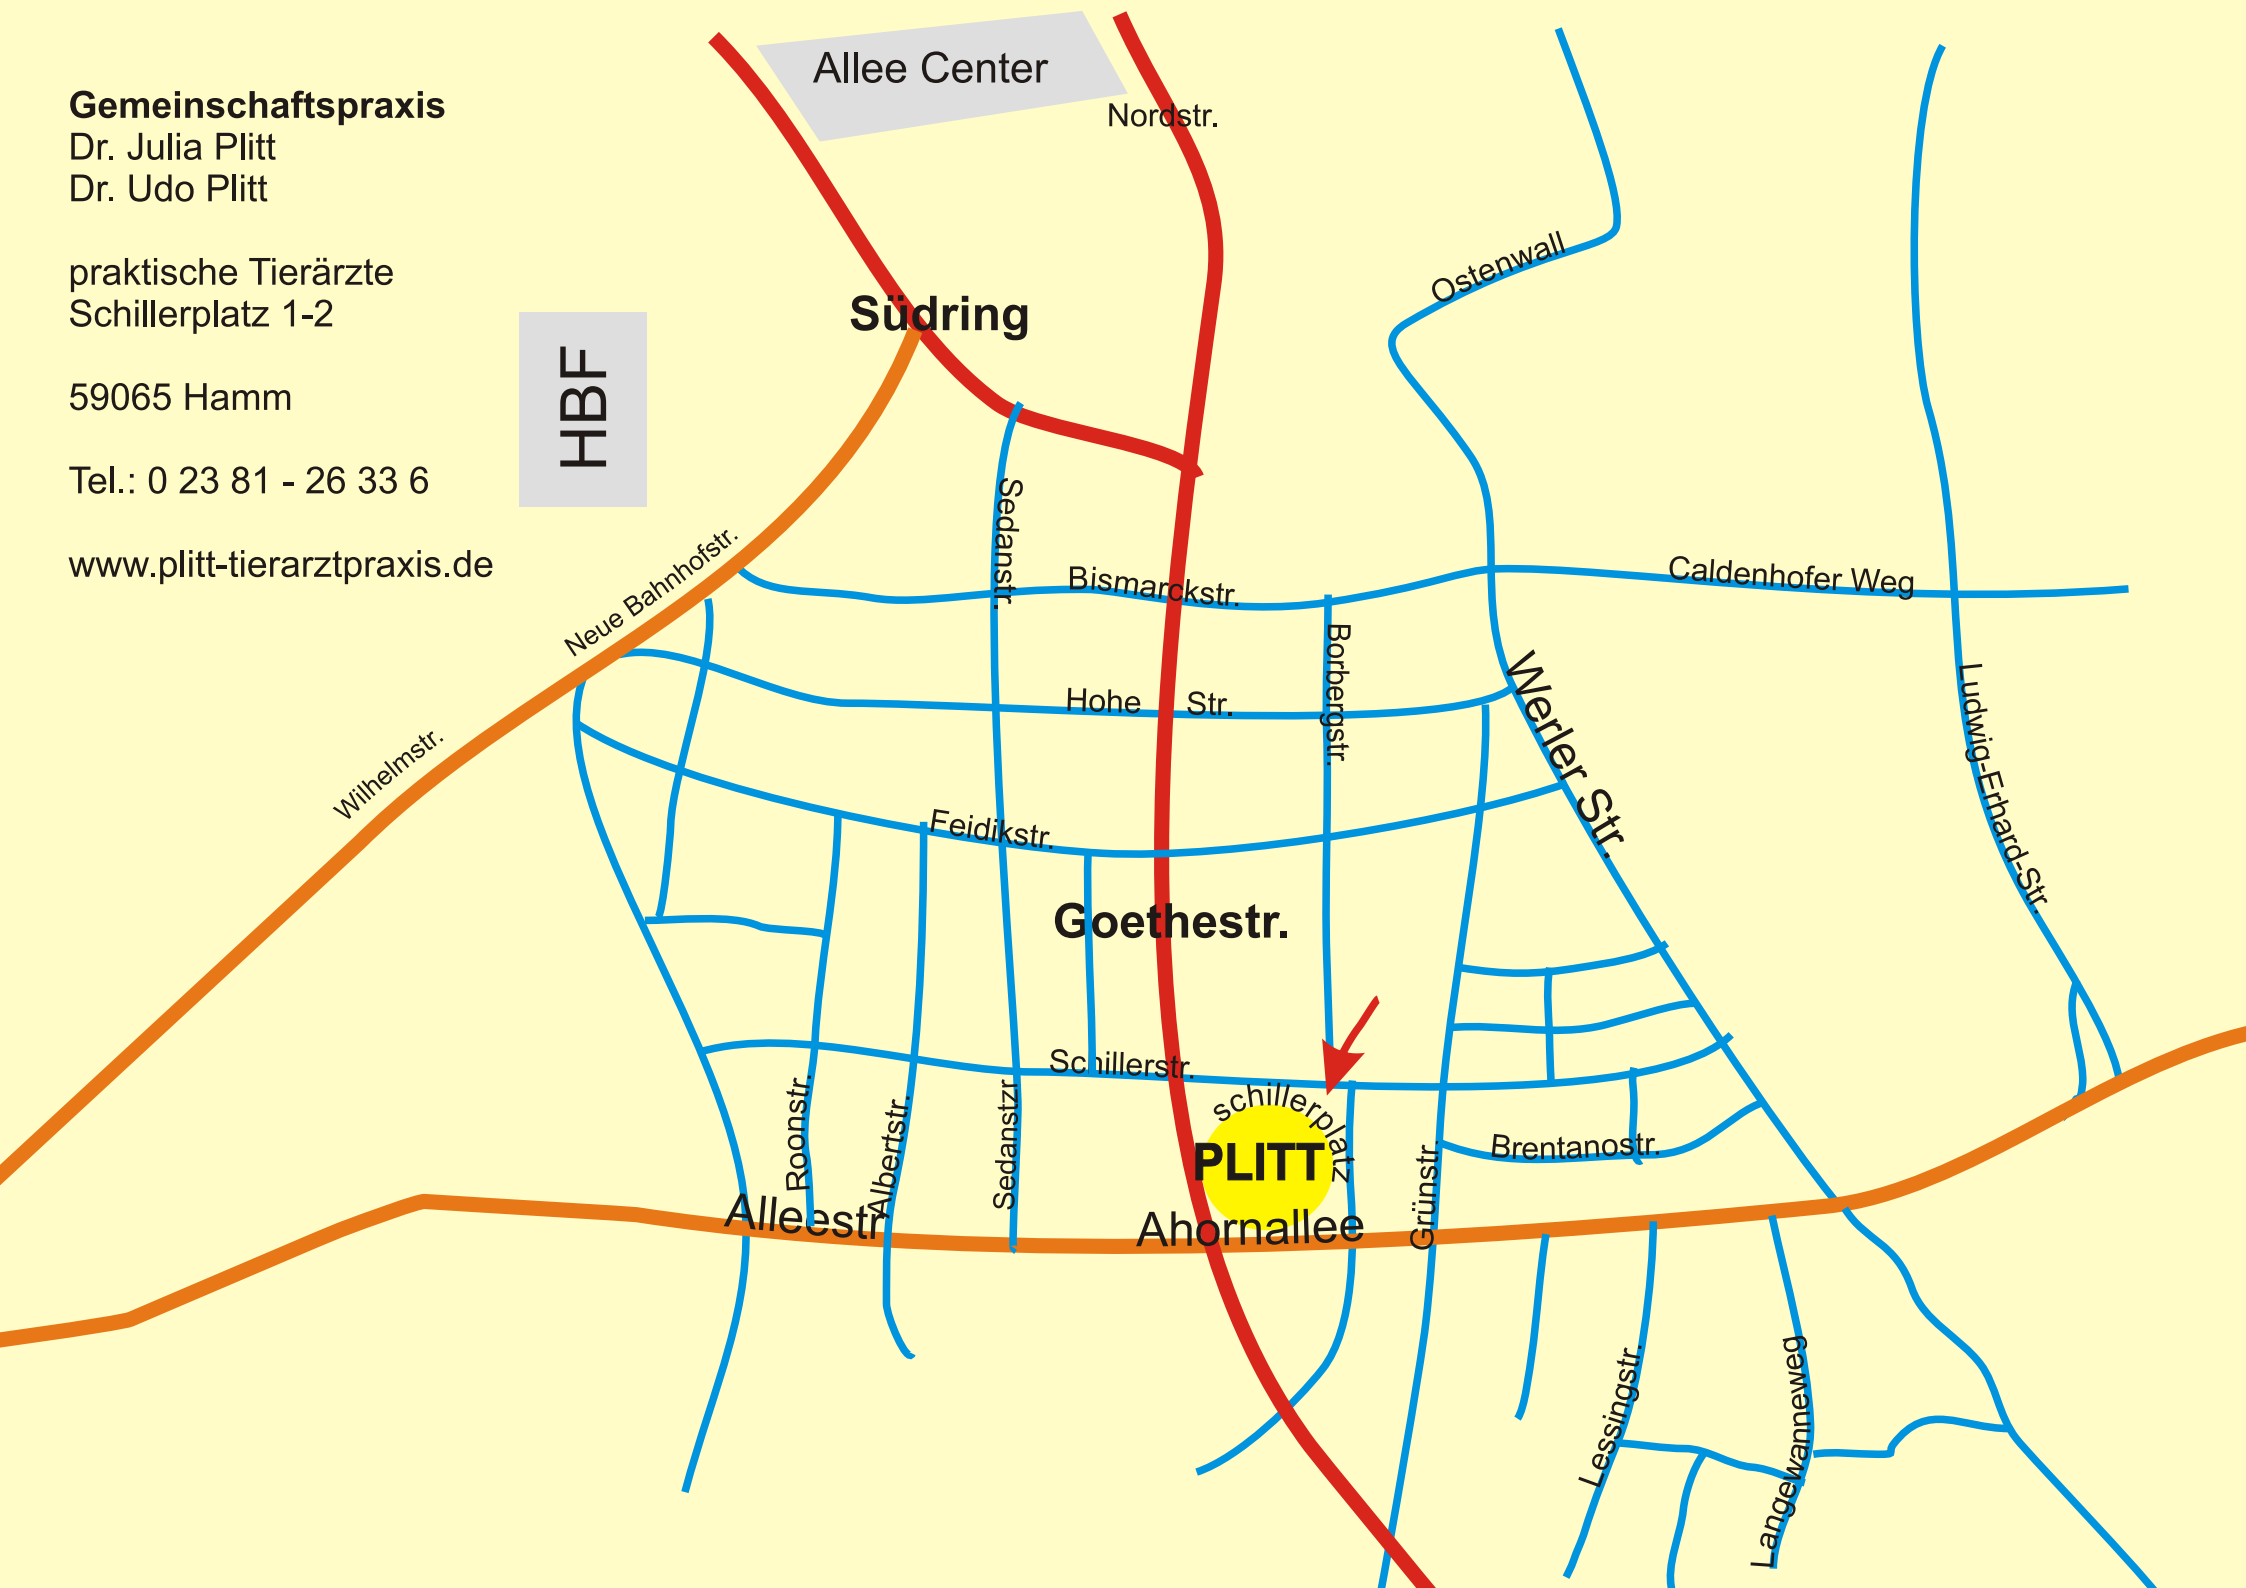 Gemeinschaftspraxis
Dr. Julia Plitt
Dr. Udo Plitt
praktische Tierärzte
Schillerplatz 1-2
59065 Hamm
Tel.: 0 23 81 - 26 33 6
www.plitt-tierarztpraxis.de
Allee Center
Nordstr.
Ostenwall
Südring
HBF
Sedanstr.
Neue Bahnhofstr.
Bismarckstr.
Caldenhofer Weg
Borbergstr.
Hohe Str.
Werler Str.
Ludwig-Erhard-Str.
Wilhelmstr.
Feidikstr.
Goethestr.
Schillerstr.
schillerplatz
PLITT
Roonstr.
Albertstr.
Sedanstzr
Grünstr.
Brentanostr.
Alleestr
Ahornallee
Lessingstr.
Langewanneweg